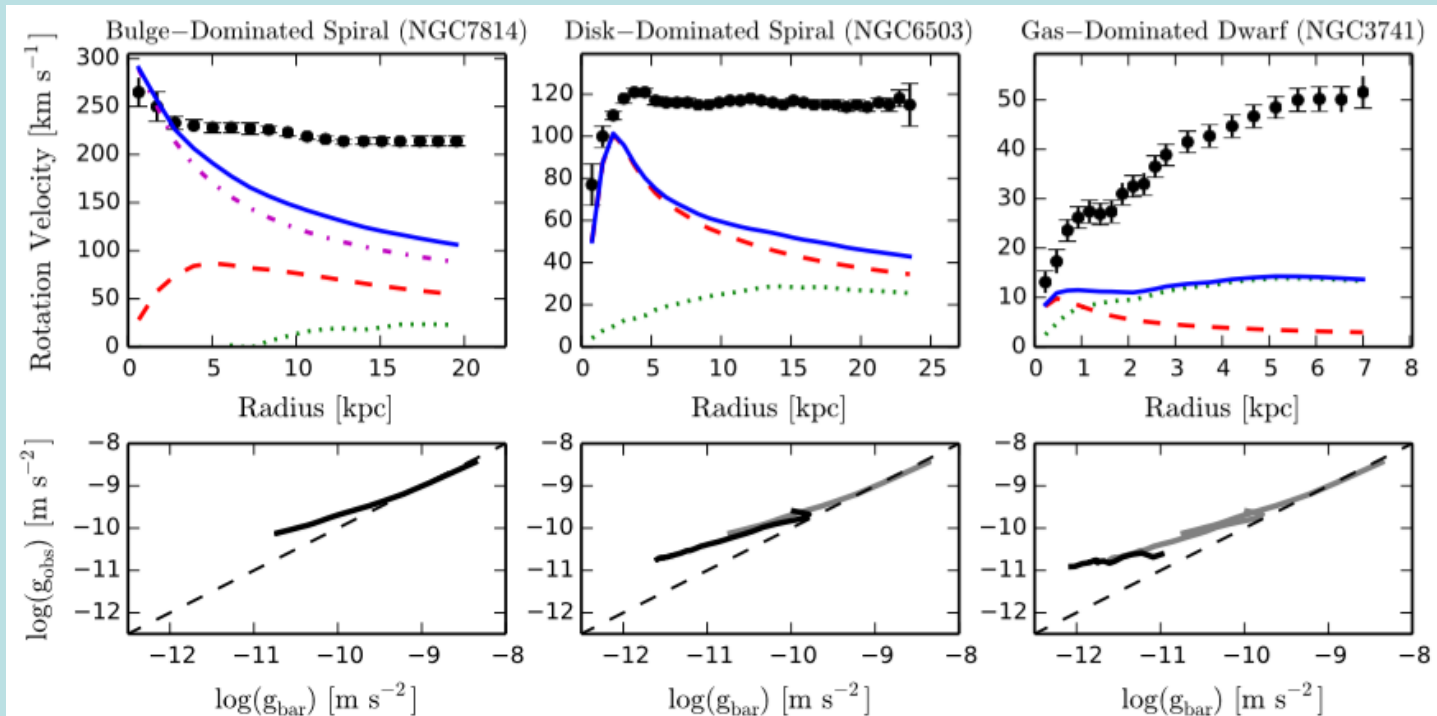 Bulge−Dominated Spiral (NGC7814)
Disk−Dominated Spiral (NGC6503)
Gas−Dominated Dwarf (NGC3741)
Rotation Velocity [km s⁻¹]
300
250
200
150
100
50
0
0 5 10 15 20
Radius [kpc]
120
100
80
60
40
20
0
0 5 10 15 20 25
Radius [kpc]
50
40
30
20
10
0
0 1 2 3 4 5 6 7 8
Radius [kpc]
log(g_obs) [m s⁻²]
−8
−9
−10
−11
−12
−12 −11 −10 −9 −8
log(g_bar) [m s⁻²]
−8
−9
−10
−11
−12
−12 −11 −10 −9 −8
log(g_bar) [m s⁻²]
−8
−9
−10
−11
−12
−12 −11 −10 −9 −8
log(g_bar) [m s⁻²]